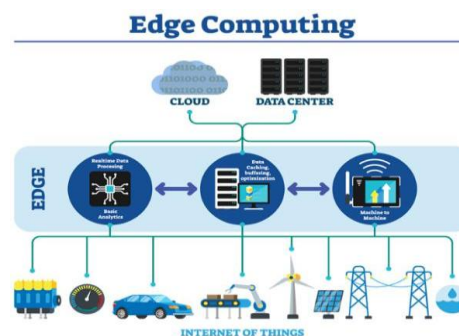 Edge Computing
CLOUD
DATA CENTER
EDGE
Realtime Data
Processing
Basic
Analytics
Data
Caching,
buffering,
optimization
Machine to
Machine
INTERNET OF THINGS